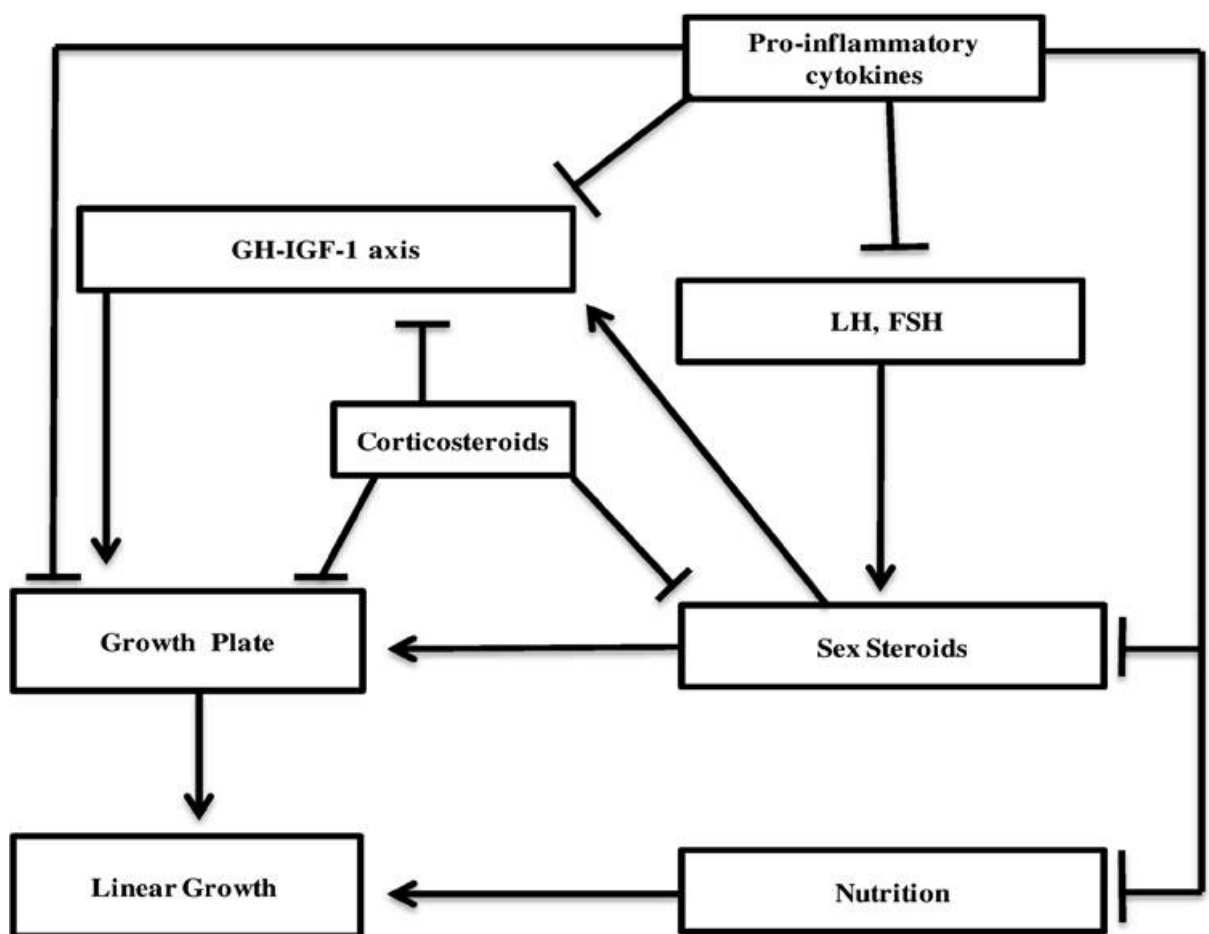 Pro-inflammatory
cytokines
GH-IGF-1 axis
LH, FSH
Corticosteroids
Growth Plate
Sex Steroids
Linear Growth
Nutrition